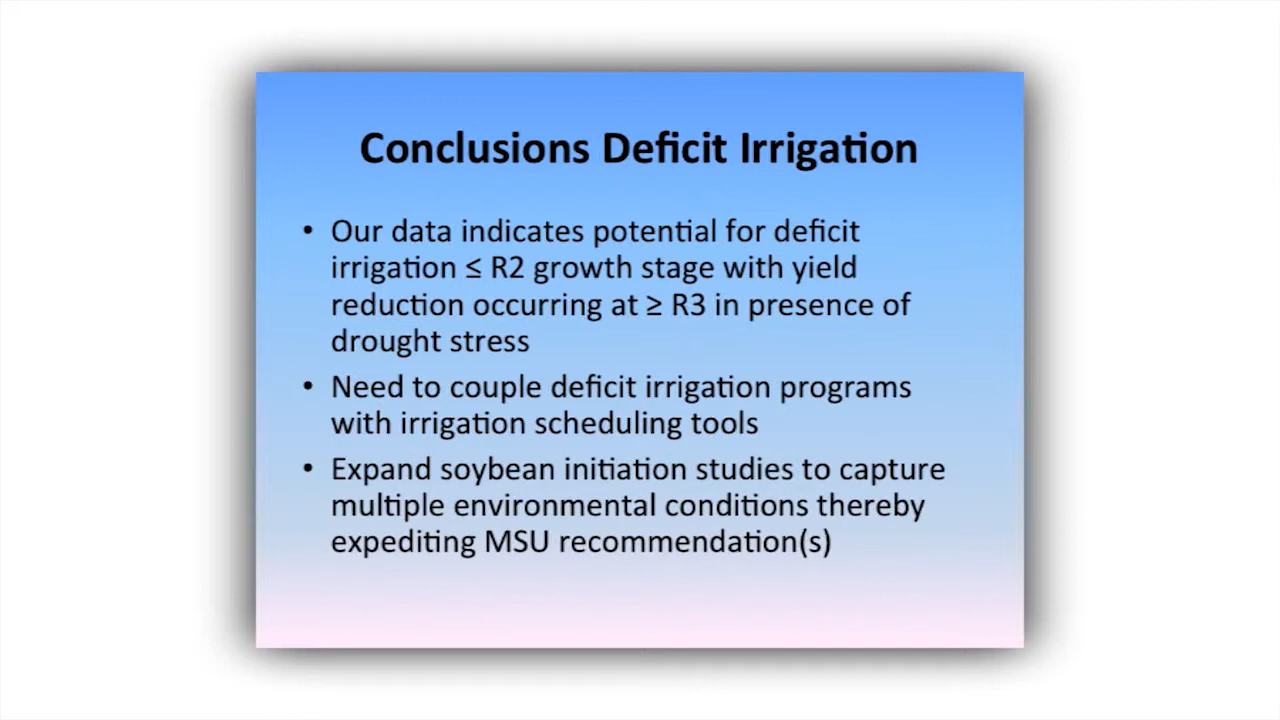 Conclusions Deficit Irrigation
• Our data indicates potential for deficit
irrigation ≤ R2 growth stage with yield
reduction occurring at ≥ R3 in presence of
drought stress
• Need to couple deficit irrigation programs
with irrigation scheduling tools
• Expand soybean initiation studies to capture
multiple environmental conditions thereby
expediting MSU recommendation(s)